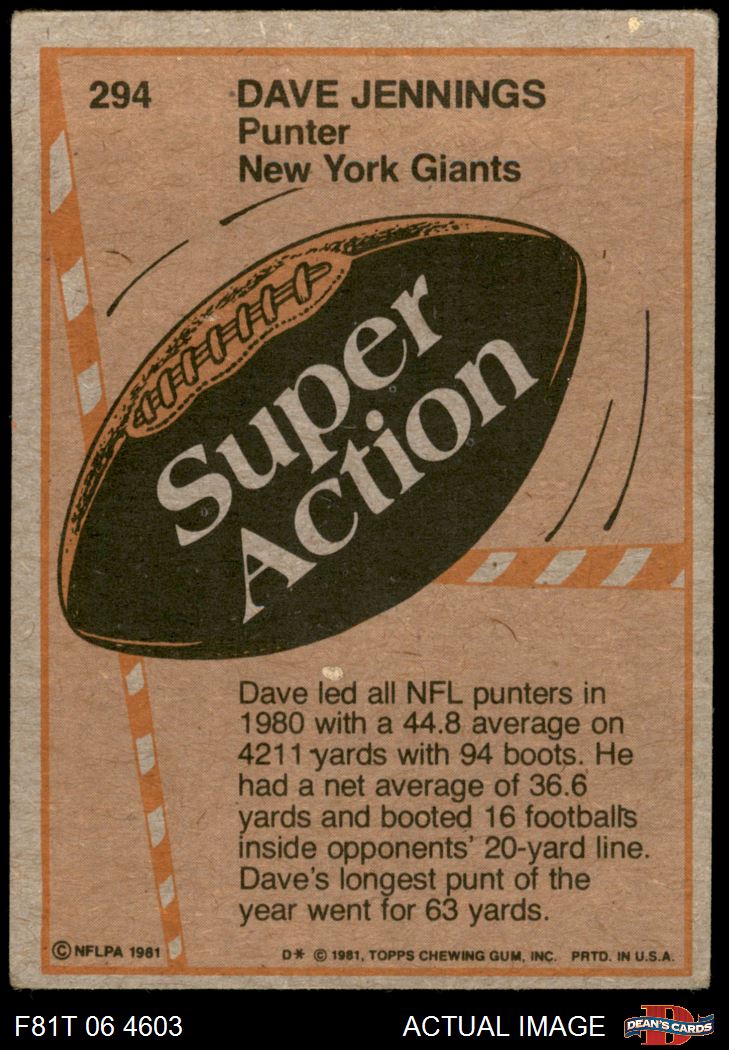 294
DAVE JENNINGS
Punter
New York Giants
Super
Action
Dave led all NFL punters in
1980 with a 44.8 average on
4211 yards with 94 boots. He
had a net average of 36.6
yards and booted 16 footballs
inside opponents' 20-yard line.
Dave's longest punt of the
year went for 63 yards.
© NFLPA 1981
D* © 1981, TOPPS CHEWING GUM, INC. PRTD. IN U.S.A.
F81T 06 4603
ACTUAL IMAGE
D
DEAN'S CARDS